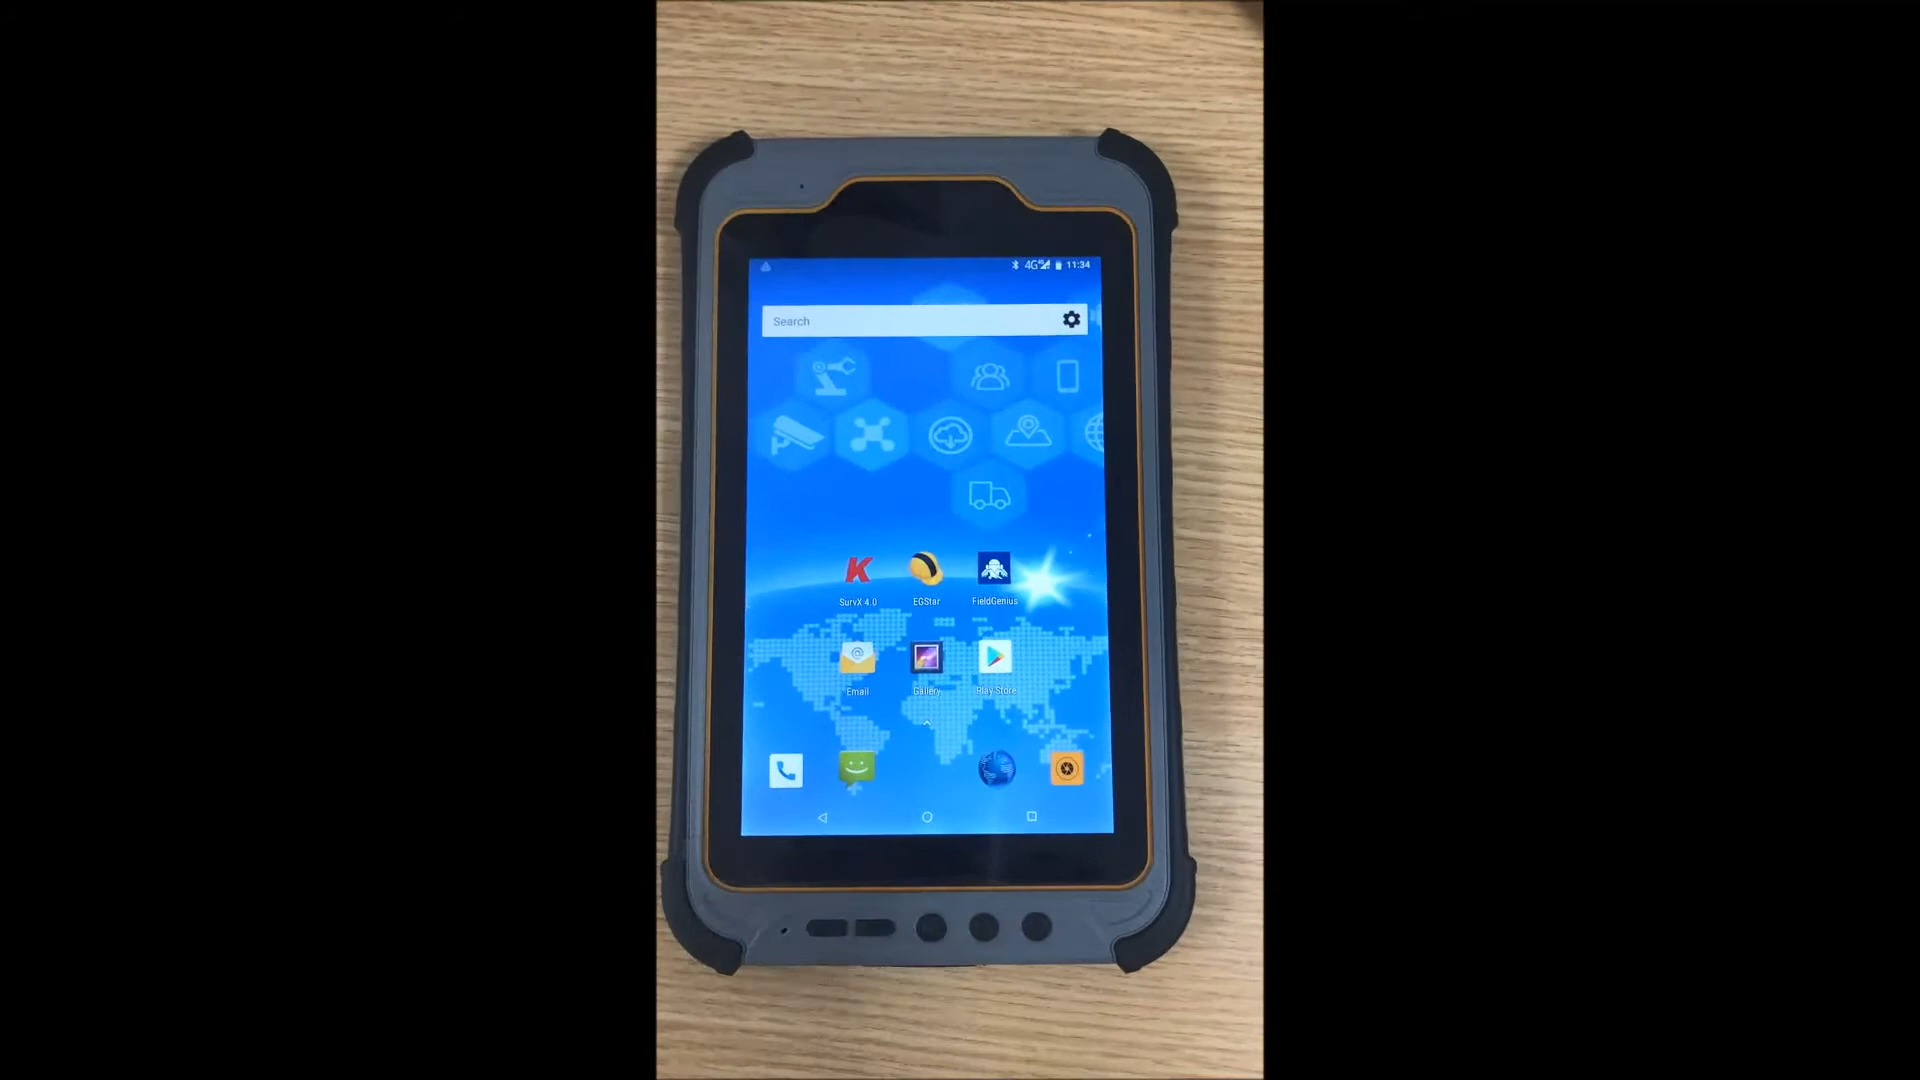 4G 11:34
Search
SurvX 4.0 EGStar FieldGenius
Email Gallery Play Store